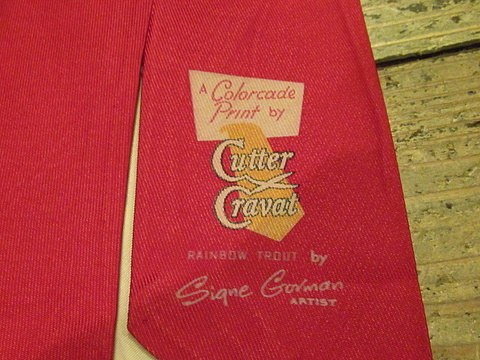 A Colorcade
Print by
Cutter
Cravat
RAINBOW TROUT by
Signe Gorman
ARTIST